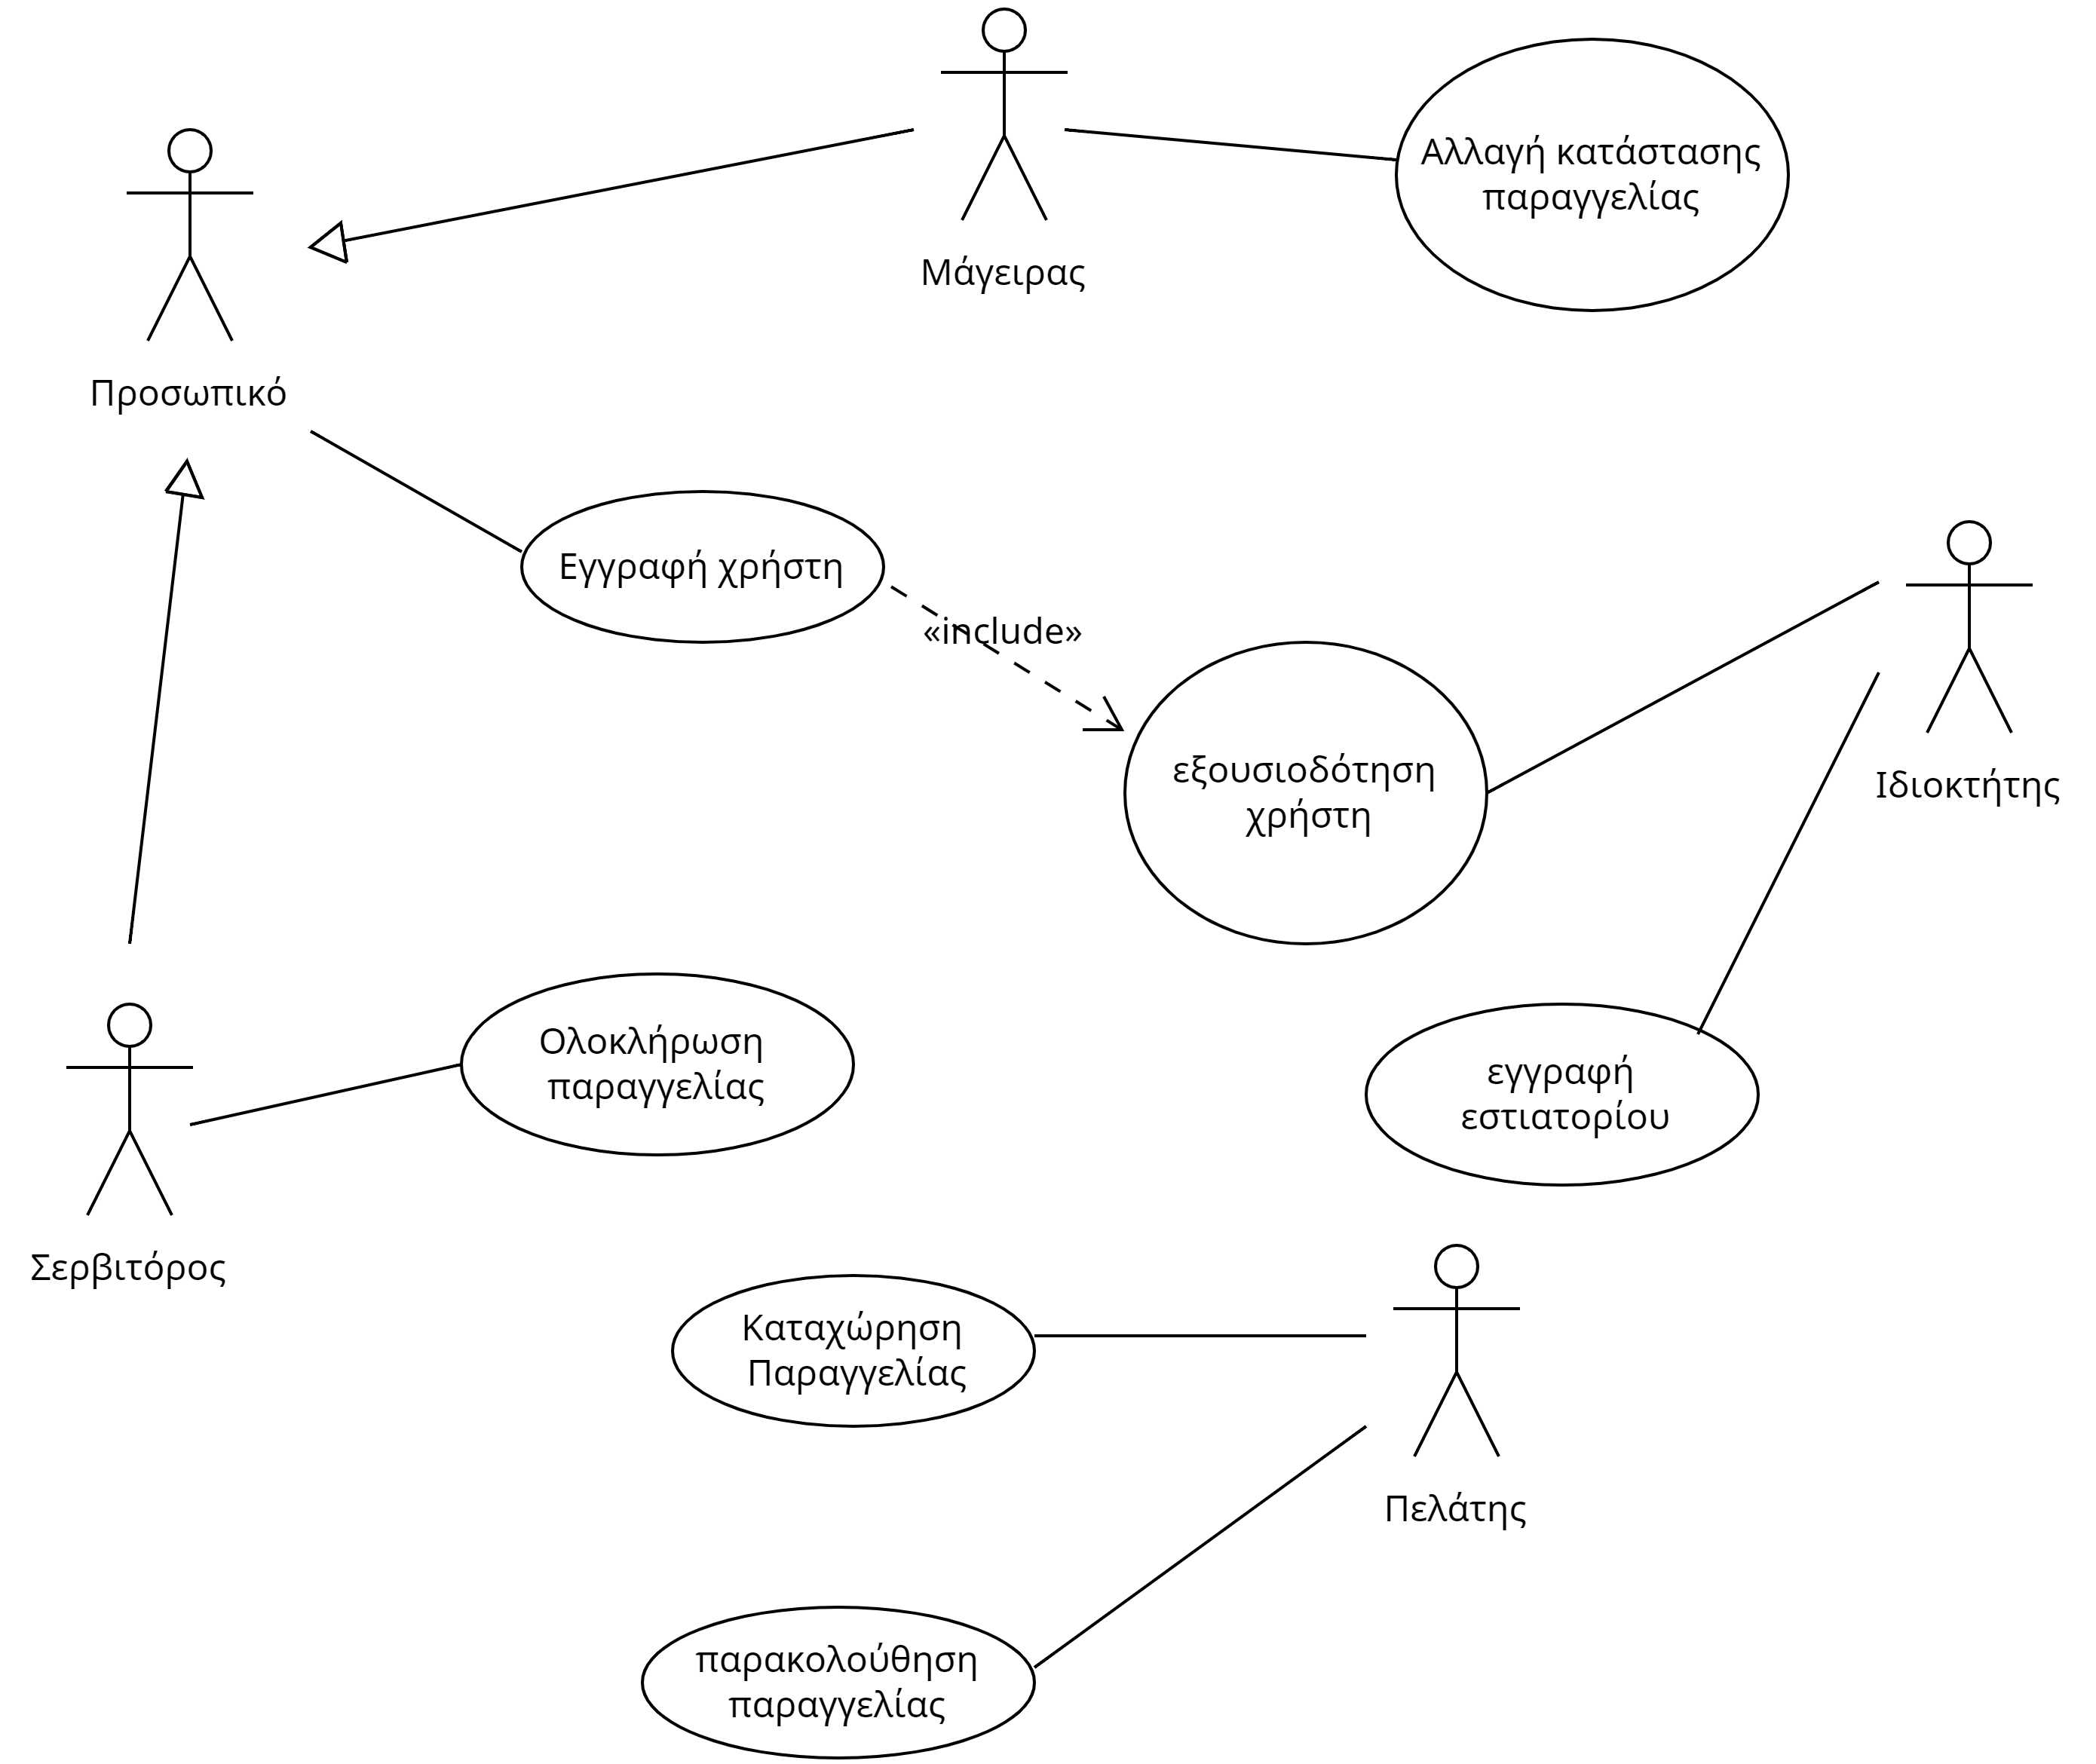 Αλλαγή κατάστασης
παραγγελίας
Μάγειρας
Προσωπικό
Εγγραφή χρήστη
«include»
εξουσιοδότηση
χρήστη
Ιδιοκτήτης
Ολοκλήρωση
παραγγελίας
εγγραφή
εστιατορίου
Σερβιτόρος
Καταχώρηση
Παραγγελίας
Πελάτης
παρακολούθηση
παραγγελίας